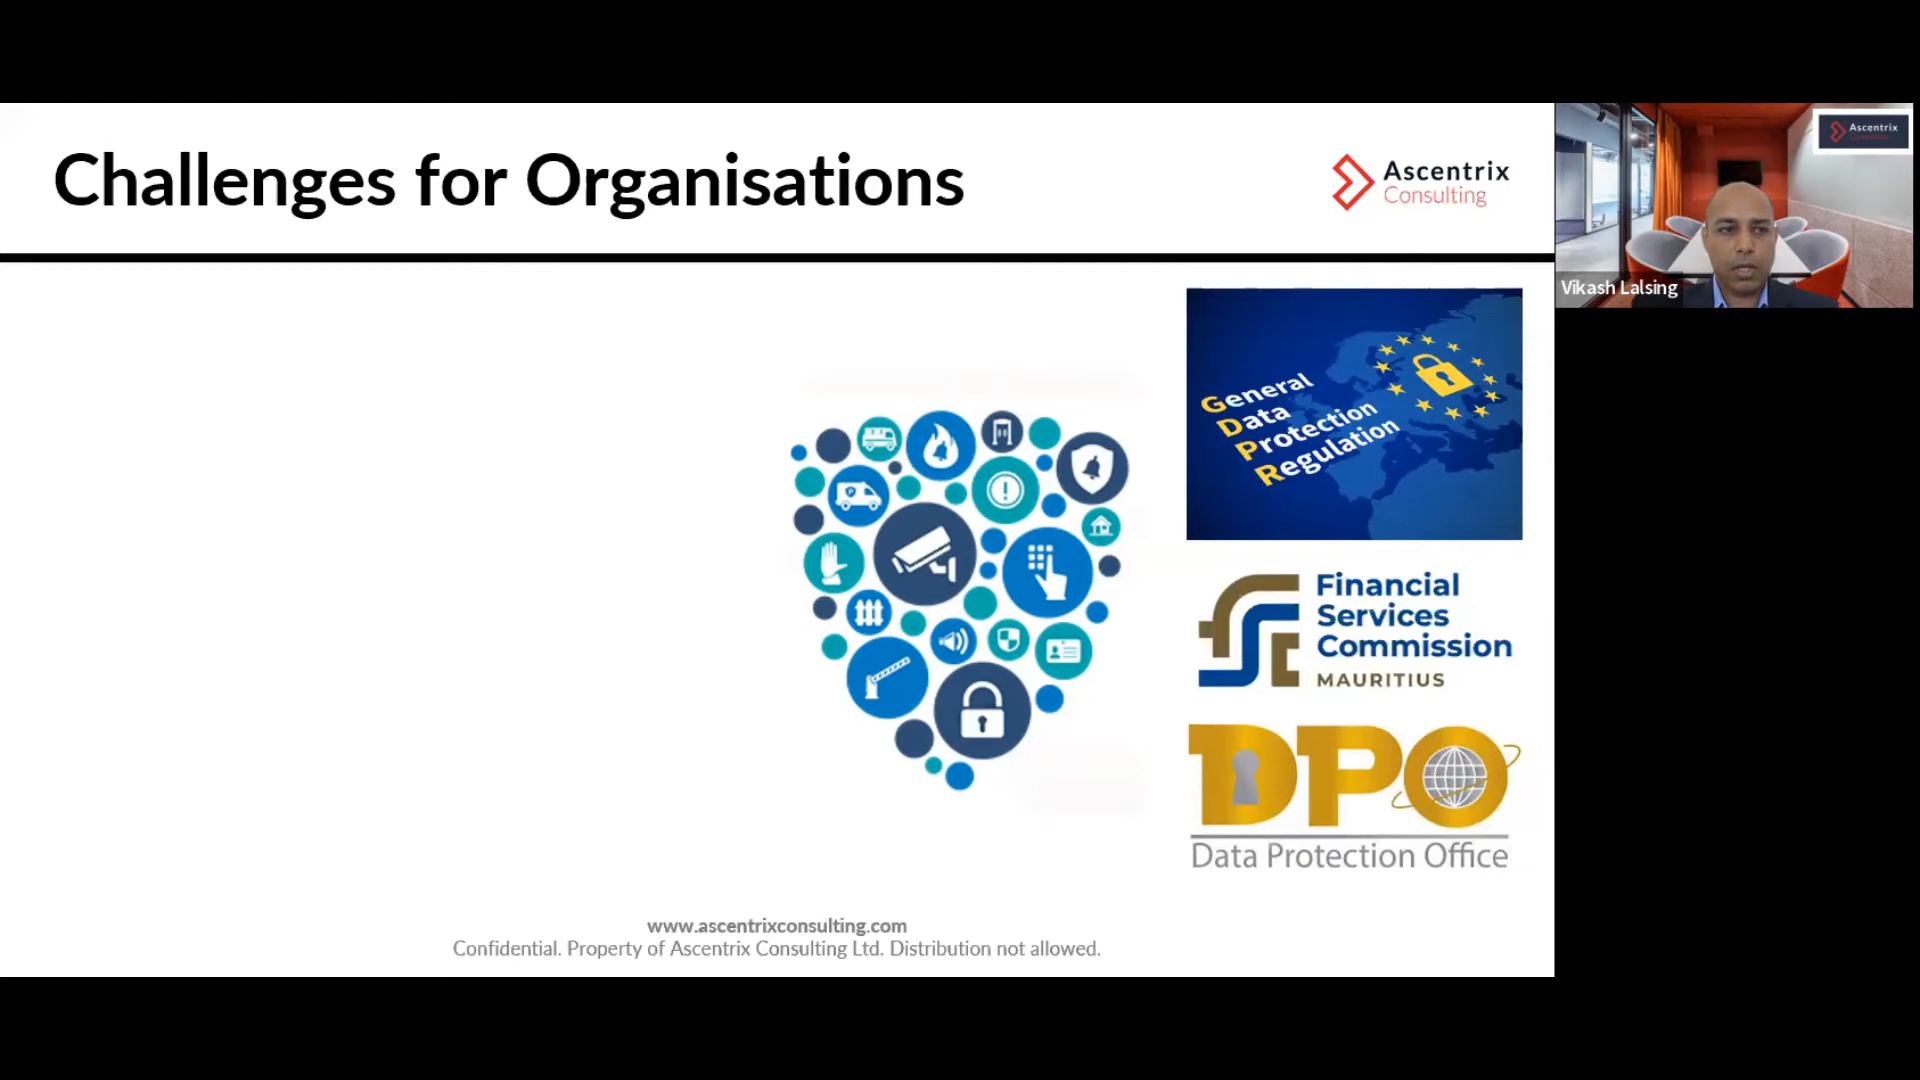 Challenges for Organisations
Ascentrix
Consulting
Ascentrix
Consulting
Vikash Lalsing
General
Data
Protection
Regulation
Financial
Services
Commission
MAURITIUS
DPO
Data Protection Office
www.ascentrixconsulting.com
Confidential. Property of Ascentrix Consulting Ltd. Distribution not allowed.